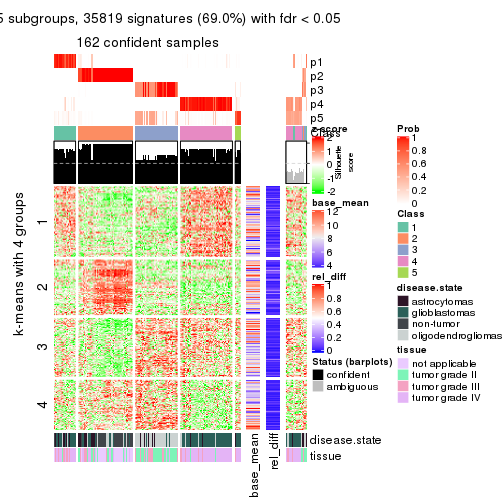 5 subgroups, 35819 signatures (69.0%) with fdr < 0.05
162 confident samples
p1
p2
p3
p4
p5
Class
Silhouette
score
k-means with 4 groups
1
2
3
4
base_mean
rel_diff
disease.state
tissue
z-score
2
1
0
-1
-2
base_mean
12
10
8
6
4
rel_diff
1
0.8
0.6
0.4
0.2
0
Status (barplots)
confident
ambiguous
Prob
1
0.8
0.6
0.4
0.2
0
Class
1
2
3
4
5
disease.state
astrocytomas
glioblastomas
non-tumor
oligodendrogliomas
tissue
not applicable
tumor grade II
tumor grade III
tumor grade IV